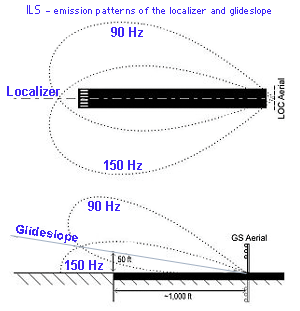 ILS – emission patterns of the localizer and glideslope
90 Hz
Localizer
LOC Aerial
150 Hz
90 Hz
Glideslope
GS Aerial
50 ft
150 Hz
~1,000 ft